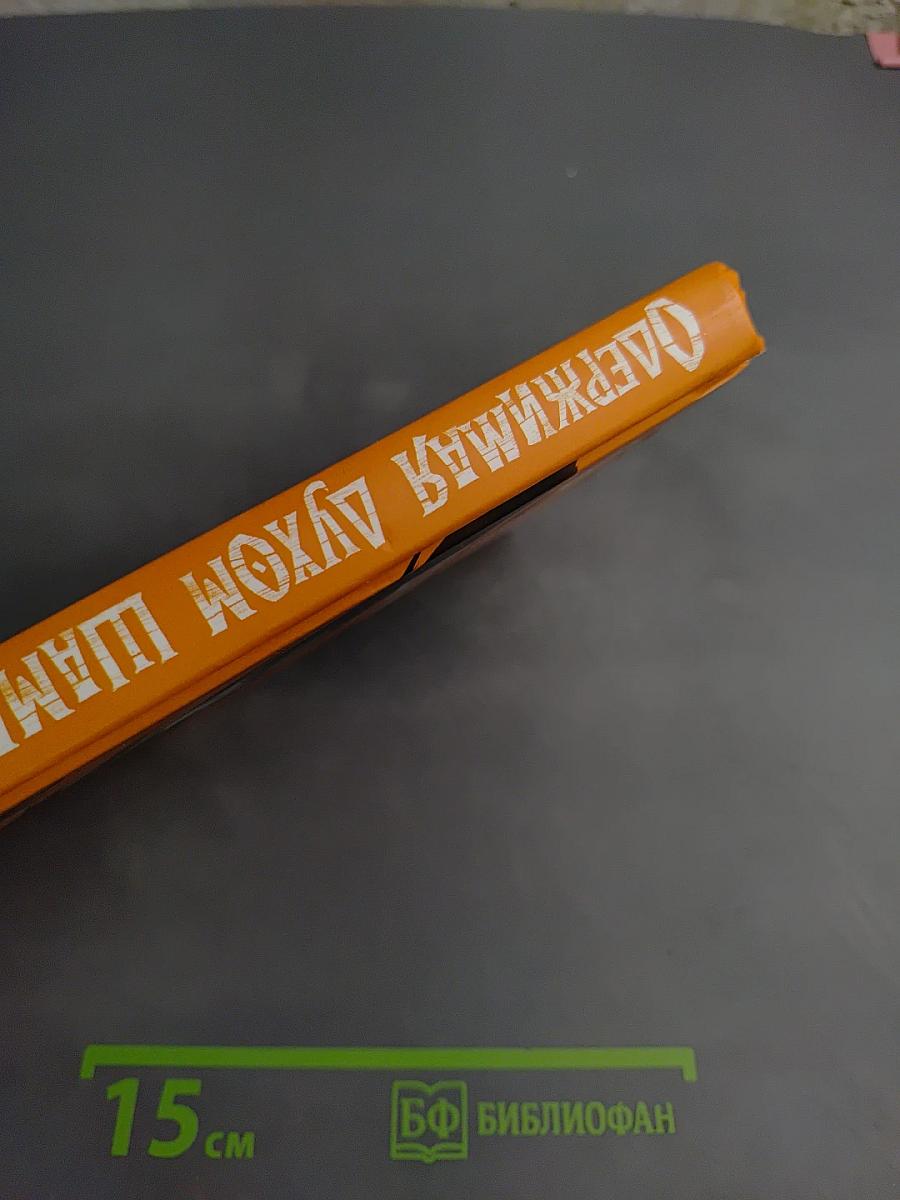 Одержимая духом шам
15 см
БФ БИБЛИОФАН